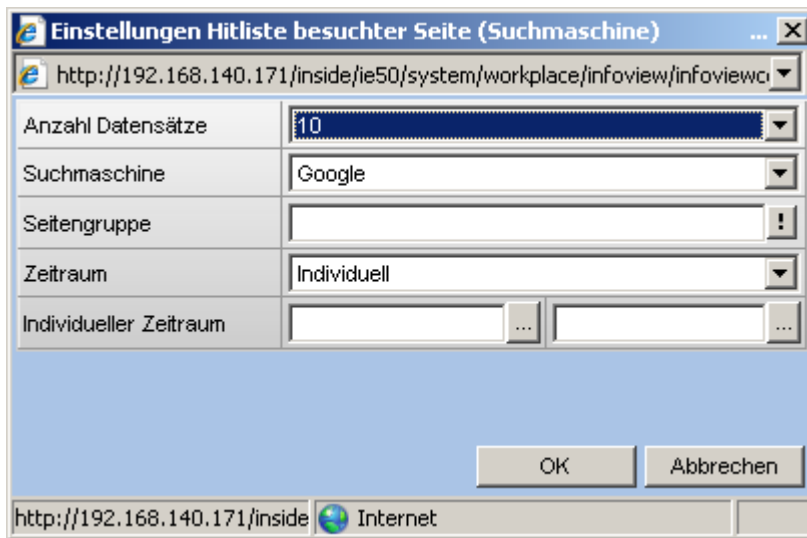 Einstellungen Hitliste besuchter Seite (Suchmaschine) ...
http://192.168.140.171/inside/ie50/system/workplace/infoview/infoviewc
Anzahl Datensätze 10
Suchmaschine Google
Seitengruppe !
Zeitraum Individuell
Individueller Zeitraum ... ...
OK Abbrechen
http://192.168.140.171/inside Internet